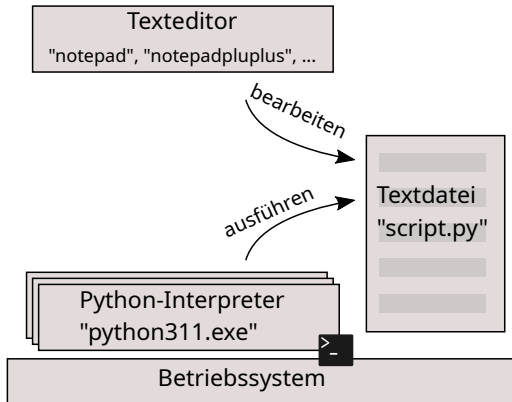 Texteditor
"notepad", "notepadpluplus", ...
bearbeiten
Textdatei
"script.py"
ausführen
Python-Interpreter
"python311.exe"
>_
Betriebssystem